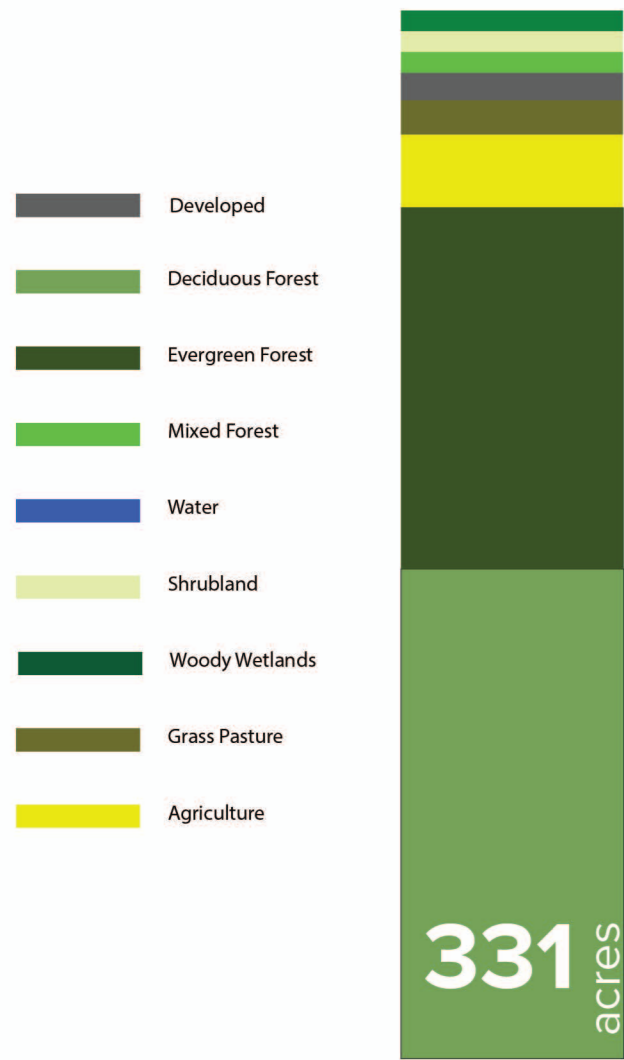 Developed
Deciduous Forest
Evergreen Forest
Mixed Forest
Water
Shrubland
Woody Wetlands
Grass Pasture
Agriculture
331
acres